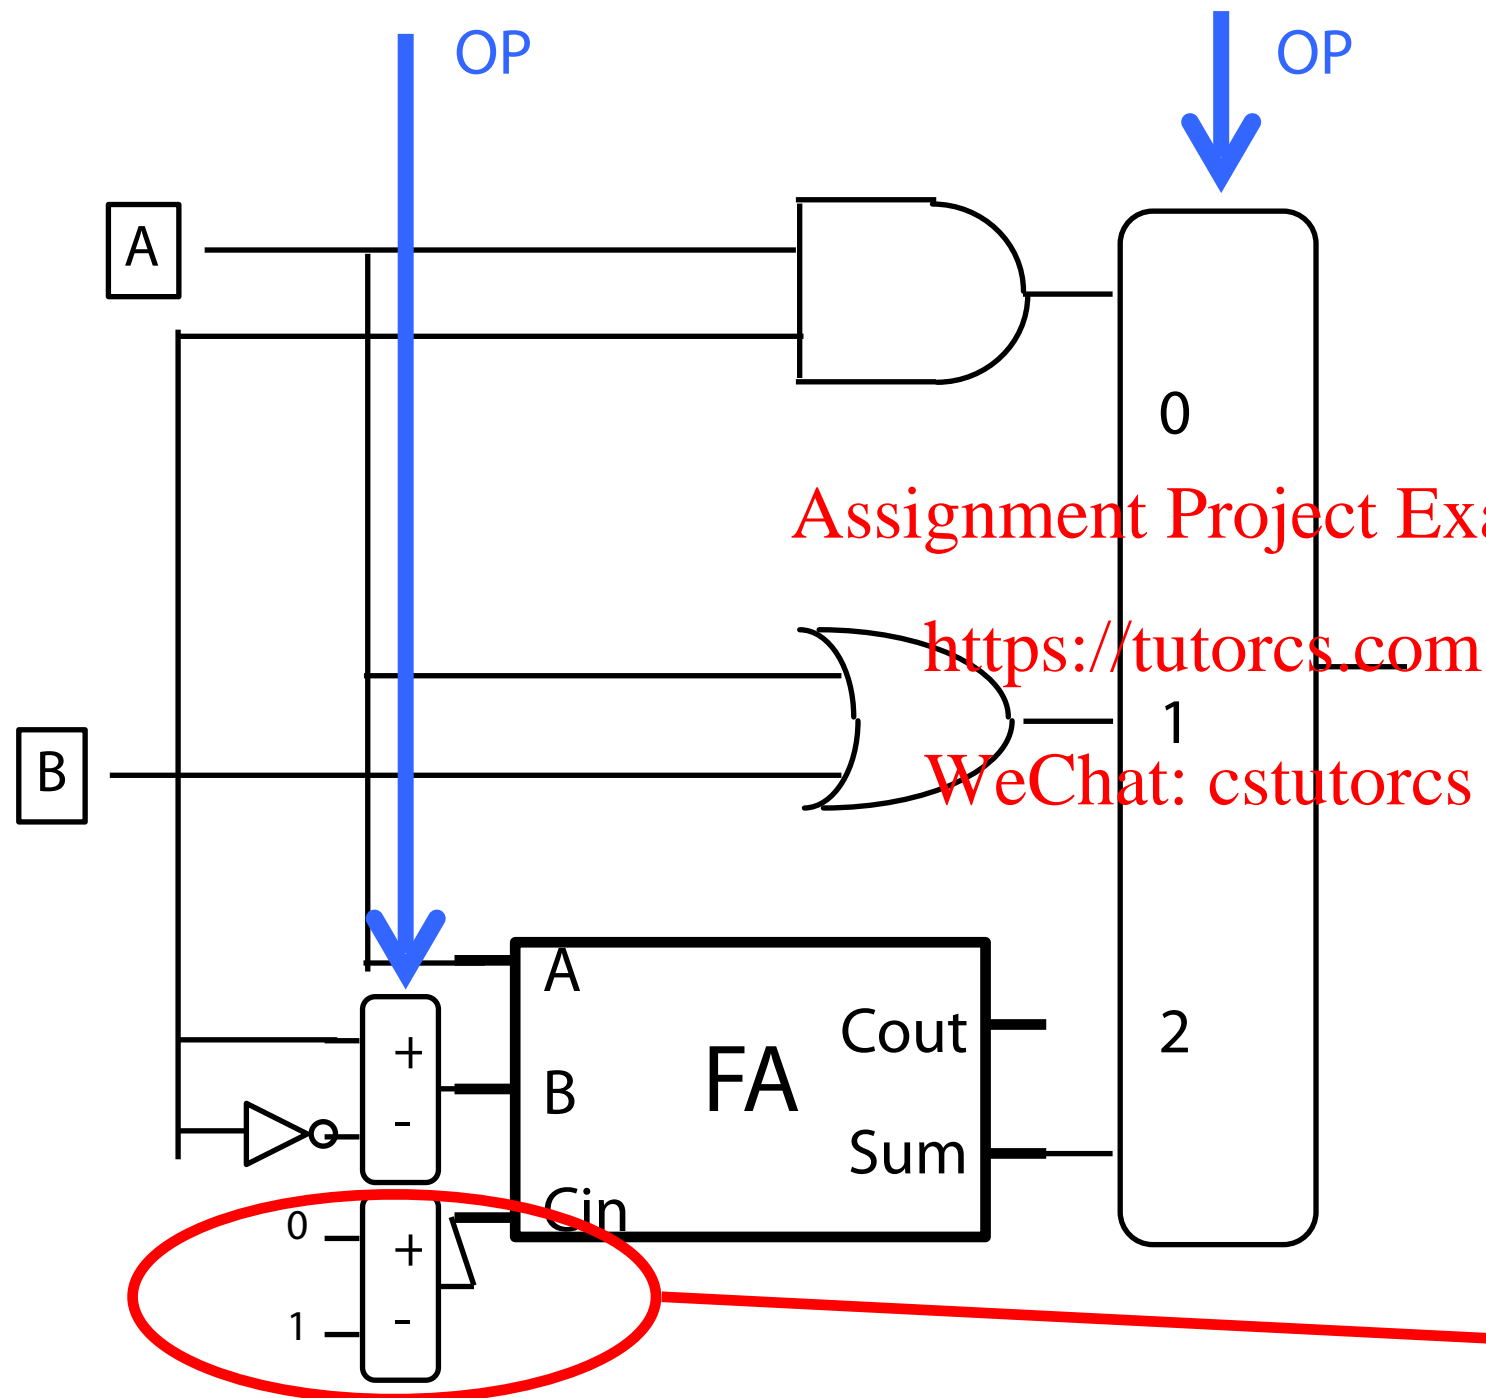 OP
OP
A
0
Assignment Project Exa
https://tutorcs.com
1
WeChat: cstutorcs
B
A
+
Cout
2
FA
B
-
Sum
Cin
0
+
1
-